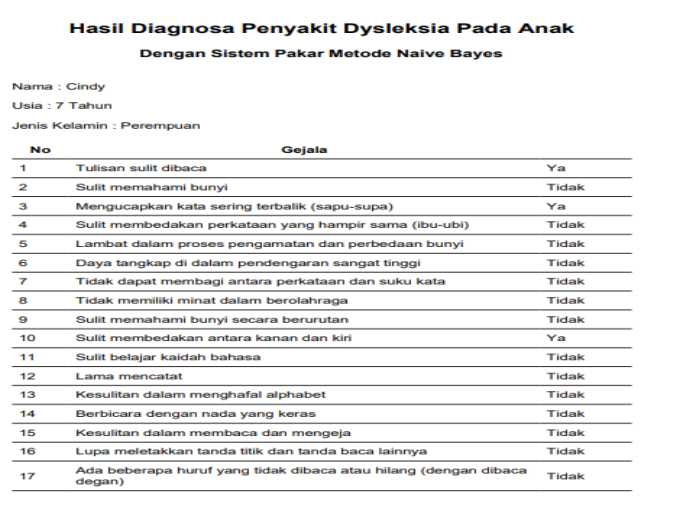 Hasil Diagnosa Penyakit Dysleksia Pada Anak
Dengan Sistem Pakar Metode Naive Bayes
Nama : Cindy
Usia : 7 Tahun
Jenis Kelamin : Perempuan
No Gejala
1 Tulisan sulit dibaca Ya
2 Sulit memahami bunyi Tidak
3 Mengucapkan kata sering terbalik (sapu-supa) Ya
4 Sulit membedakan perkataan yang hampir sama (ibu-ubi) Tidak
5 Lambat dalam proses pengamatan dan perbedaan bunyi Tidak
6 Daya tangkap di dalam pendengaran sangat tinggi Tidak
7 Tidak dapat membagi antara perkataan dan suku kata Tidak
8 Tidak memiliki minat dalam berolahraga Tidak
9 Sulit memahami bunyi secara berurutan Tidak
10 Sulit membedakan antara kanan dan kiri Ya
11 Sulit belajar kaidah bahasa Tidak
12 Lama mencatat Tidak
13 Kesulitan dalam menghafal alphabet Tidak
14 Berbicara dengan nada yang keras Tidak
15 Kesulitan dalam membaca dan mengeja Tidak
16 Lupa meletakkan tanda titik dan tanda baca lainnya Tidak
17 Ada beberapa huruf yang tidak dibaca atau hilang (dengan dibaca Tidak
degan)